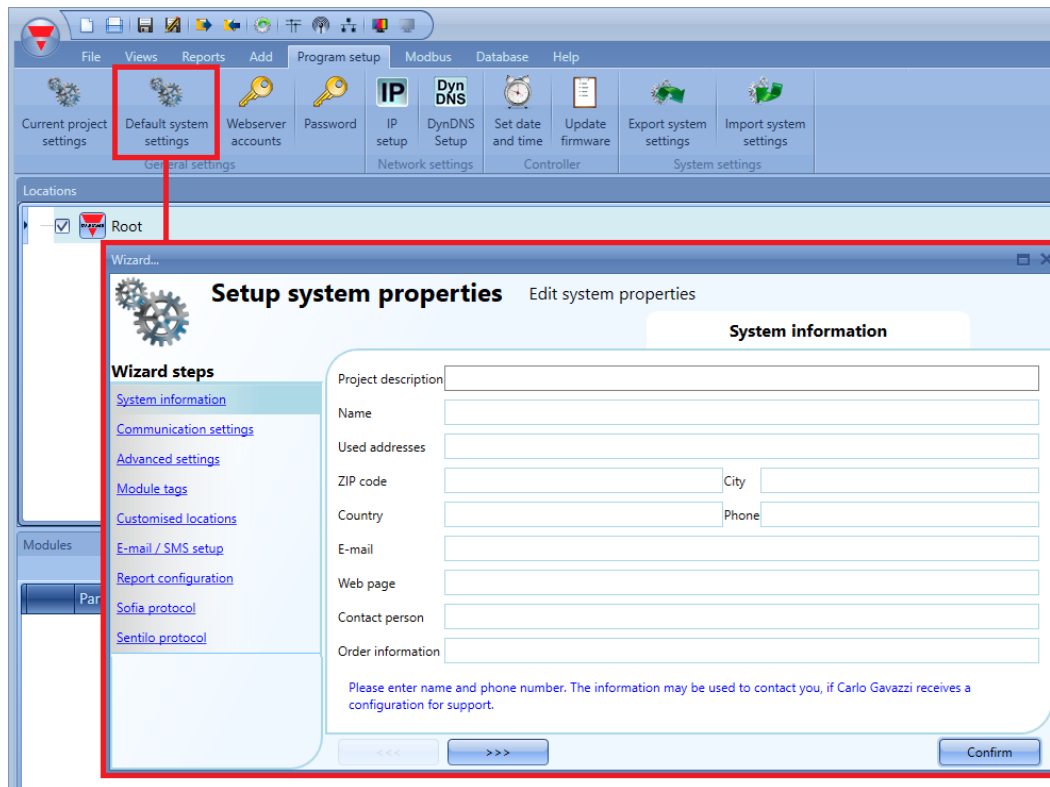 File Views Reports Add Program setup Modbus Database Help
IP Dyn DNS
Current project settings
Default system settings
Webserver accounts
Password
IP setup
DynDNS Setup
Set date and time
Update firmware
Export system settings
Import system settings
General settings Network settings Controller System settings
Locations
Root
Wizard...
Setup system properties Edit system properties
System information
Wizard steps
System information
Communication settings
Advanced settings
Module tags
Customised locations
E-mail / SMS setup
Report configuration
Sofia protocol
Sentilo protocol
Project description
Name
Used addresses
ZIP code City
Country Phone
E-mail
Web page
Contact person
Order information
Please enter name and phone number. The information may be used to contact you, if Carlo Gavazzi receives a
configuration for support.
<<< >>> Confirm
Modules
Par